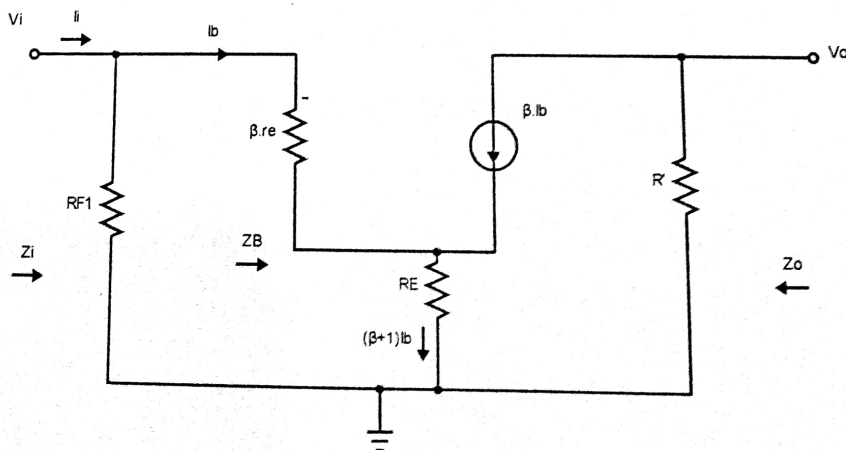 Vi
Ii
Ib
Vo
β.re
β.Ib
RF1
R'
Zi
ZB
RE
Zo
(β+1)Ib